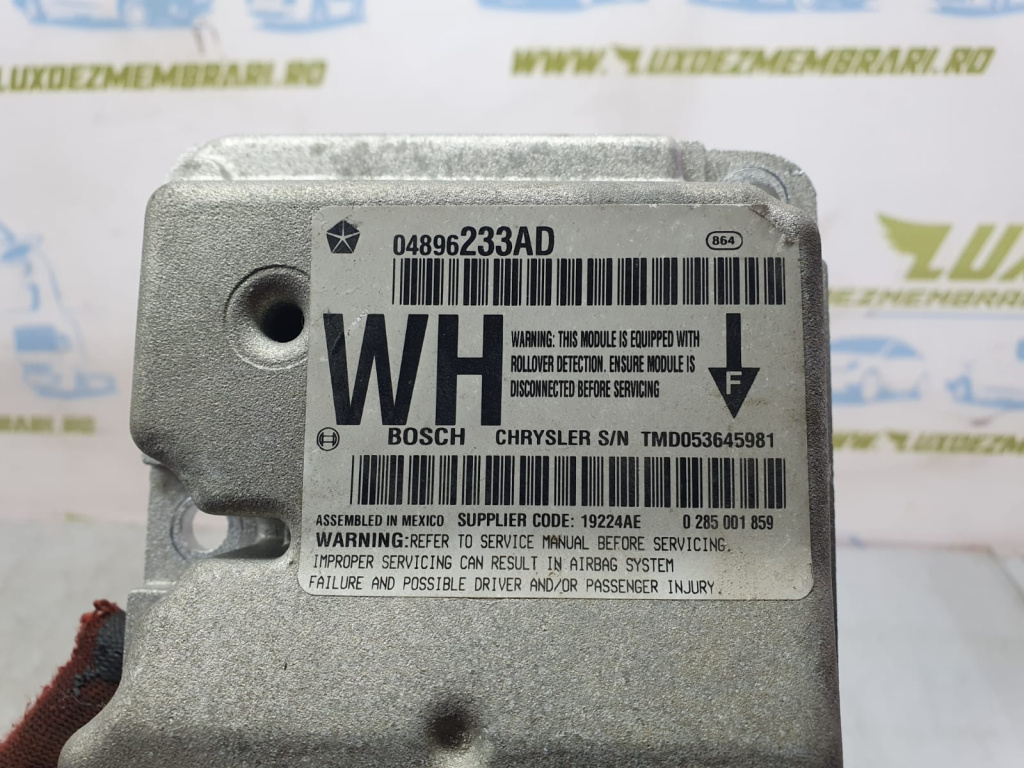 WWW.LUXDEZMEMBRARI.RO
WWW.LUXDEZMEMBRARI.RO
04896233AD
864
WH
WARNING: THIS MODULE IS EQUIPPED WITH
ROLLOVER DETECTION. ENSURE MODULE IS
DISCONNECTED BEFORE SERVICING
F
BOSCH CHRYSLER S/N TMD053645981
ASSEMBLED IN MEXICO SUPPLIER CODE: 19224AE 0 285 001 859
WARNING:REFER TO SERVICE MANUAL BEFORE SERVICING.
IMPROPER SERVICING CAN RESULT IN AIRBAG SYSTEM
FAILURE AND POSSIBLE DRIVER AND/OR PASSENGER INJURY.